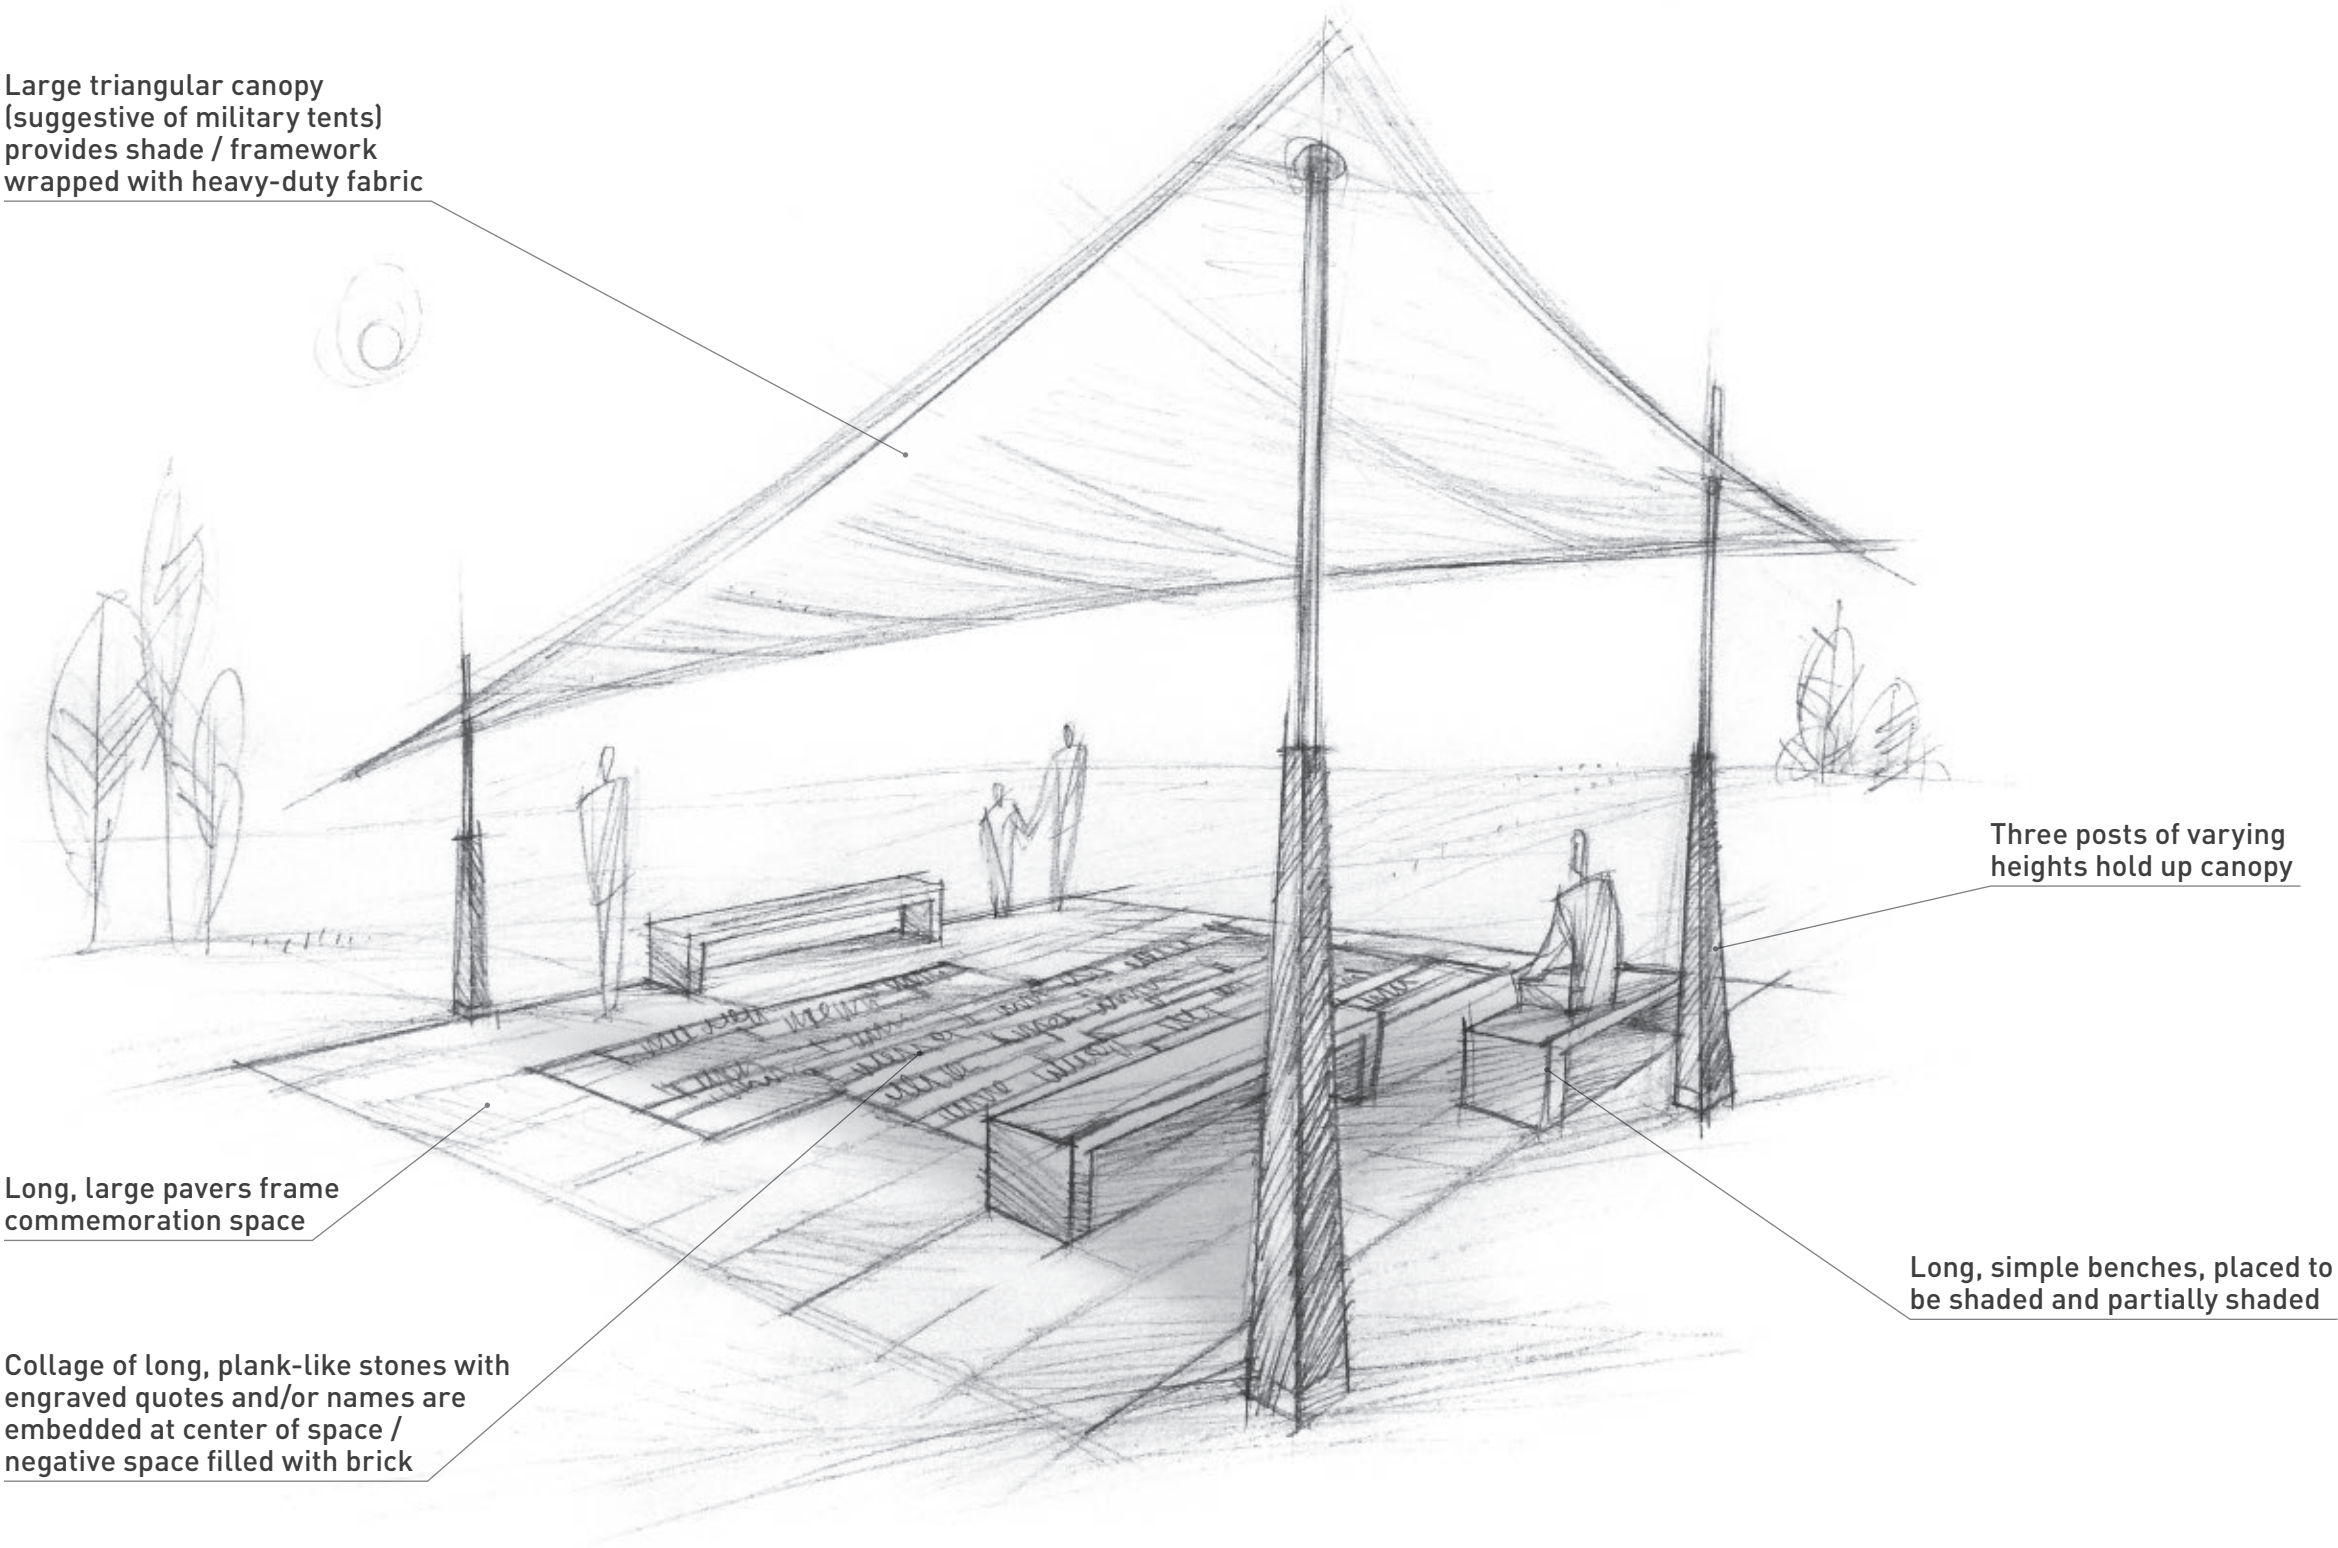 Large triangular canopy
(suggestive of military tents)
provides shade / framework
wrapped with heavy-duty fabric
Three posts of varying
heights hold up canopy
Long, large pavers frame
commemoration space
Long, simple benches, placed to
be shaded and partially shaded
Collage of long, plank-like stones with
engraved quotes and/or names are
embedded at center of space /
negative space filled with brick